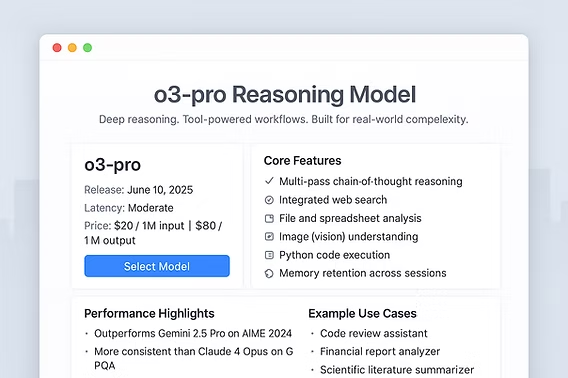 o3-pro Reasoning Model
Deep reasoning. Tool-powered workflows. Built for real-world compelexity.
o3-pro
Release: June 10, 2025
Latency: Moderate
Price: $20 / 1M input | $80 /
1 M output
Select Model
Core Features
Multi-pass chain-of-thought reasoning
Integrated web search
File and spreadsheet analysis
Image (vision) understanding
Python code execution
Memory retention across sessions
Performance Highlights
• Outperforms Gemini 2.5 Pro on AIME 2024
• More consistent than Claude 4 Opus on G
PQA
Example Use Cases
• Code review assistant
• Financial report analyzer
• Scientific literature summarizer